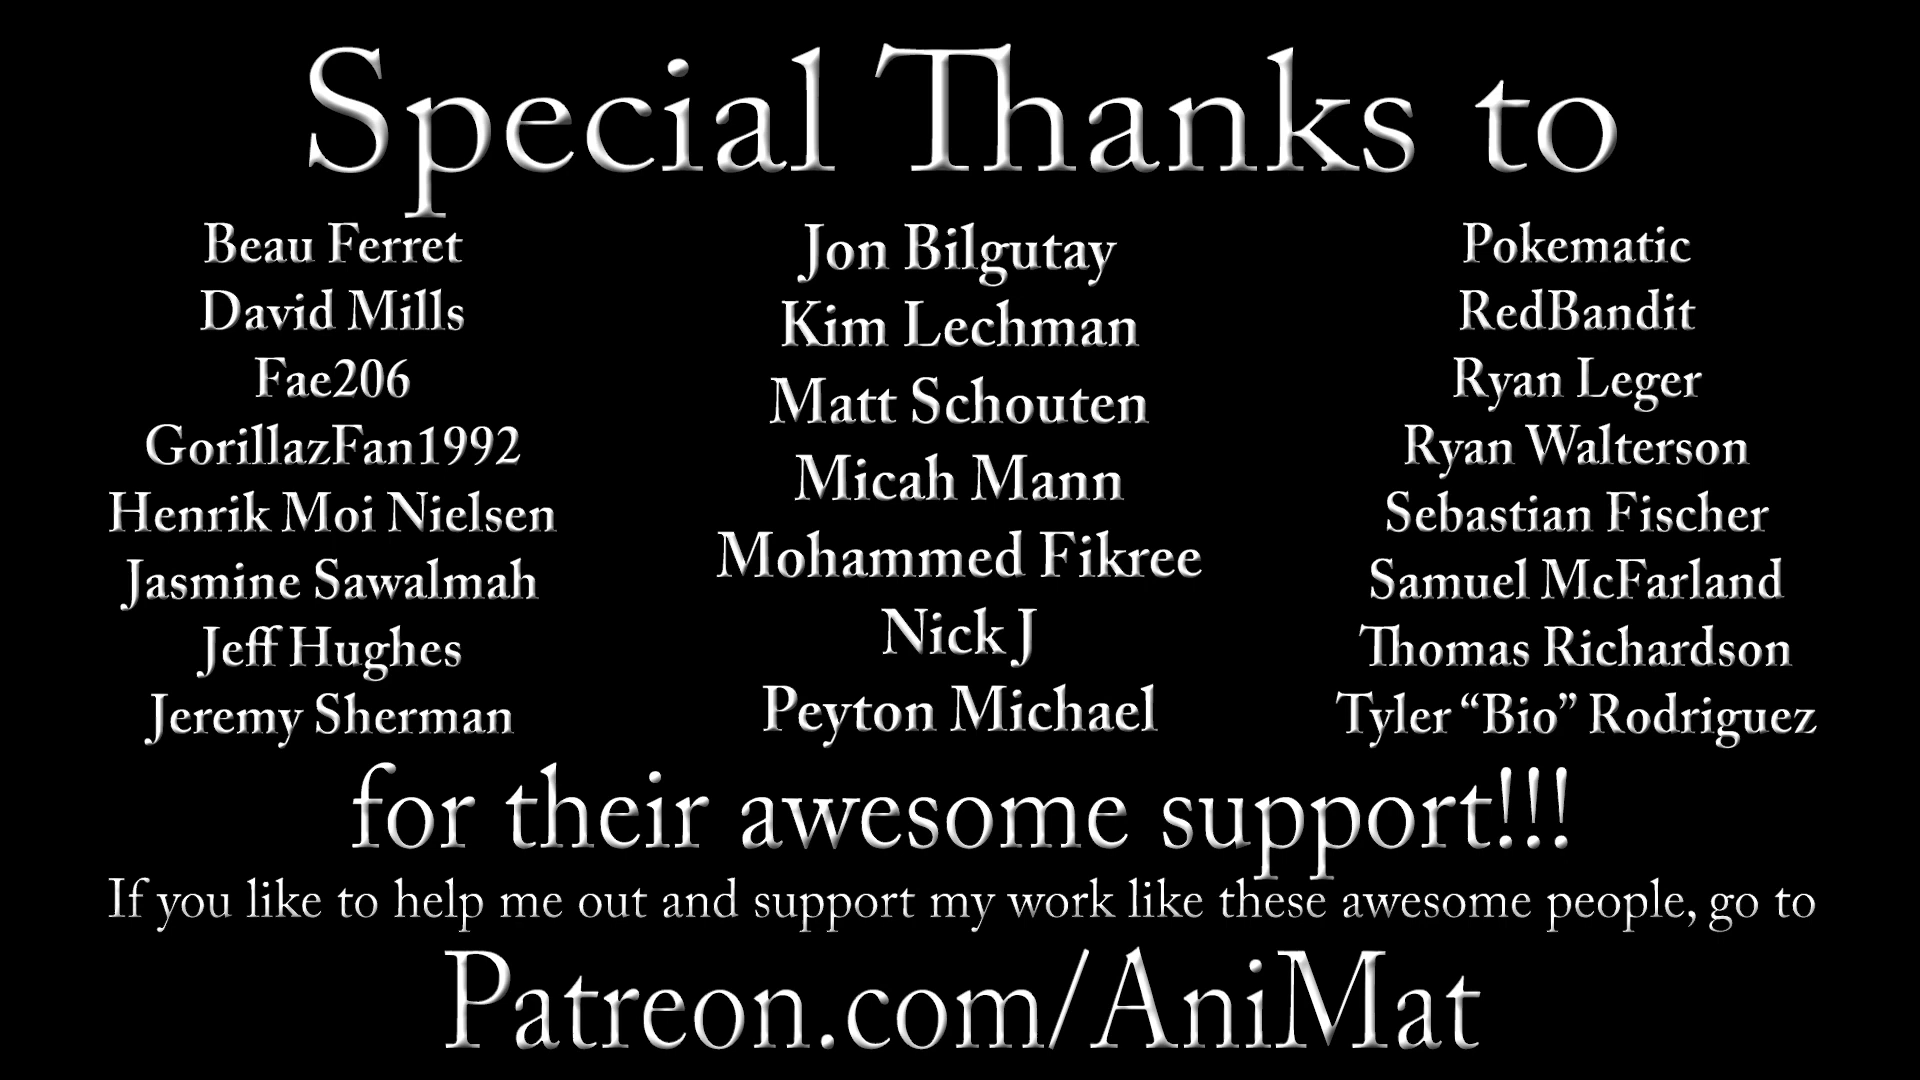 Special Thanks to
Beau Ferret
David Mills
Fae206
GorillazFan1992
Henrik Moi Nielsen
Jasmine Sawalmah
Jeff Hughes
Jeremy Sherman
Jon Bilgutay
Kim Lechman
Matt Schouten
Micah Mann
Mohammed Fikree
Nick J
Peyton Michael
Pokematic
RedBandit
Ryan Leger
Ryan Walterson
Sebastian Fischer
Samuel McFarland
Thomas Richardson
Tyler “Bio” Rodriguez
for their awesome support!!!
If you like to help me out and support my work like these awesome people, go to
Patreon.com/AniMat